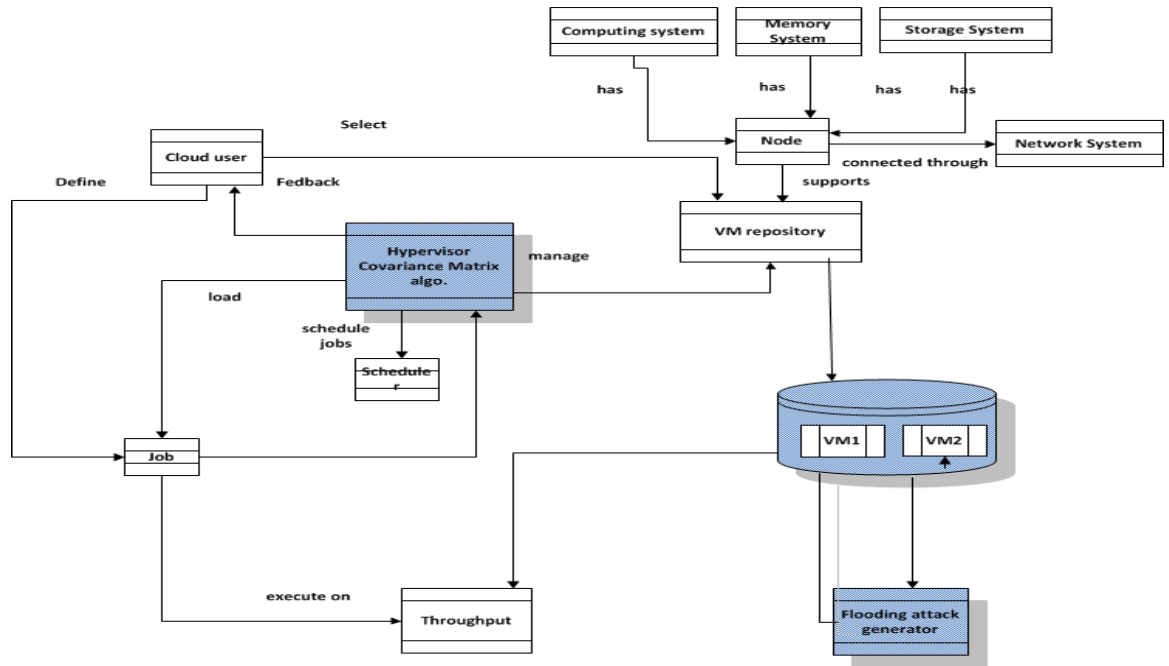 Computing system
Memory
System
Storage System
has
has
has
has
Select
Node
Network System
Cloud user
connected through
Define
Fedback
supports
VM repository
Hypervisor
Covariance Matrix
algo.
manage
load
schedule
jobs
Schedule
r
VM1
VM2
Job
execute on
Throughput
Flooding attack
generator